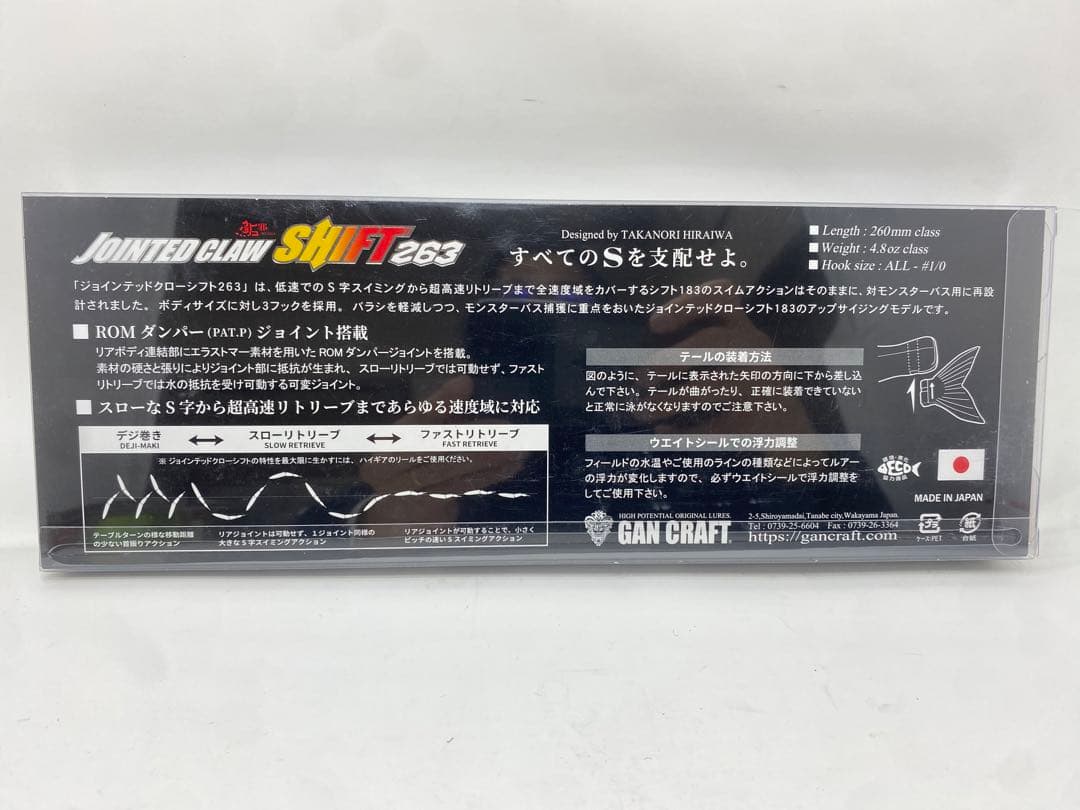 JOINTED CLAW SHIFT 263
Designed by TAKANORI HIRAIWA
すべてのSを支配せよ。
■ Length : 260mm class
■ Weight : 4.8oz class
■ Hook size : ALL - #1/0
「ジョインテッドクローシフト263」は、低速でのS字スイミングから超高速リトリーブまで全速度域をカバーするシフト183のスイムアクションはそのままに、対モンスターバス用に再設
計されました。ボディサイズに対し3フックを採用。バラシを軽減しつつ、モンスターバス捕獲に重点をおいたジョインテッドクローシフト183のアップサイジングモデルです。
■ ROMダンパー(PAT.P)ジョイント搭載
リアボディ連結部にエラストマー素材を用いたROMダンパージョイントを搭載。
素材の硬さと張りによりジョイント部に抵抗が生まれ、スローリトリーブでは可動せず、ファスト
リトリーブでは水の抵抗を受け可動する可変ジョイント。
■ スローなS字から超高速リトリーブまであらゆる速度域に対応
デジ巻き ↔ スローリトリーブ ↔ ファストリトリーブ
DEJI-MAKI SLOW RETRIEVE FAST RETRIEVE
※ ジョインテッドクローシフトの特性を最大限に生かすには、ハイギアのリールをご使用ください。
テーブルターンの様な移動距離
の少ない首振りアクション
リアジョイントは可動せず、1ジョイント同様の
大きなS字スイミングアクション
リアジョイントが可動することで、小さく
ピッチの速いSスイミングアクション
テールの装着方法
図のように、テールに表示された矢印の方向に下から差し込
んで下さい。テールが曲がったり、正確に装着できていない
と正常に泳がなくなりますのでご注意下さい。
ウエイトシールでの浮力調整
フィールドの水温やご使用のラインの種類などによってルアー
の浮力が変化しますので、必ずウエイトシールで浮力調整を
してご使用下さい。
ECO
MADE IN JAPAN
HIGH POTENTIAL ORIGINAL LURES.
GAN CRAFT.
2-5,Shiroyamadai,Tanabe city,Wakayama Japan.
Tel : 0739-25-6604 Fax : 0739-26-3364
https://gancraft.com
プラ
ケース:PET
紙
台紙